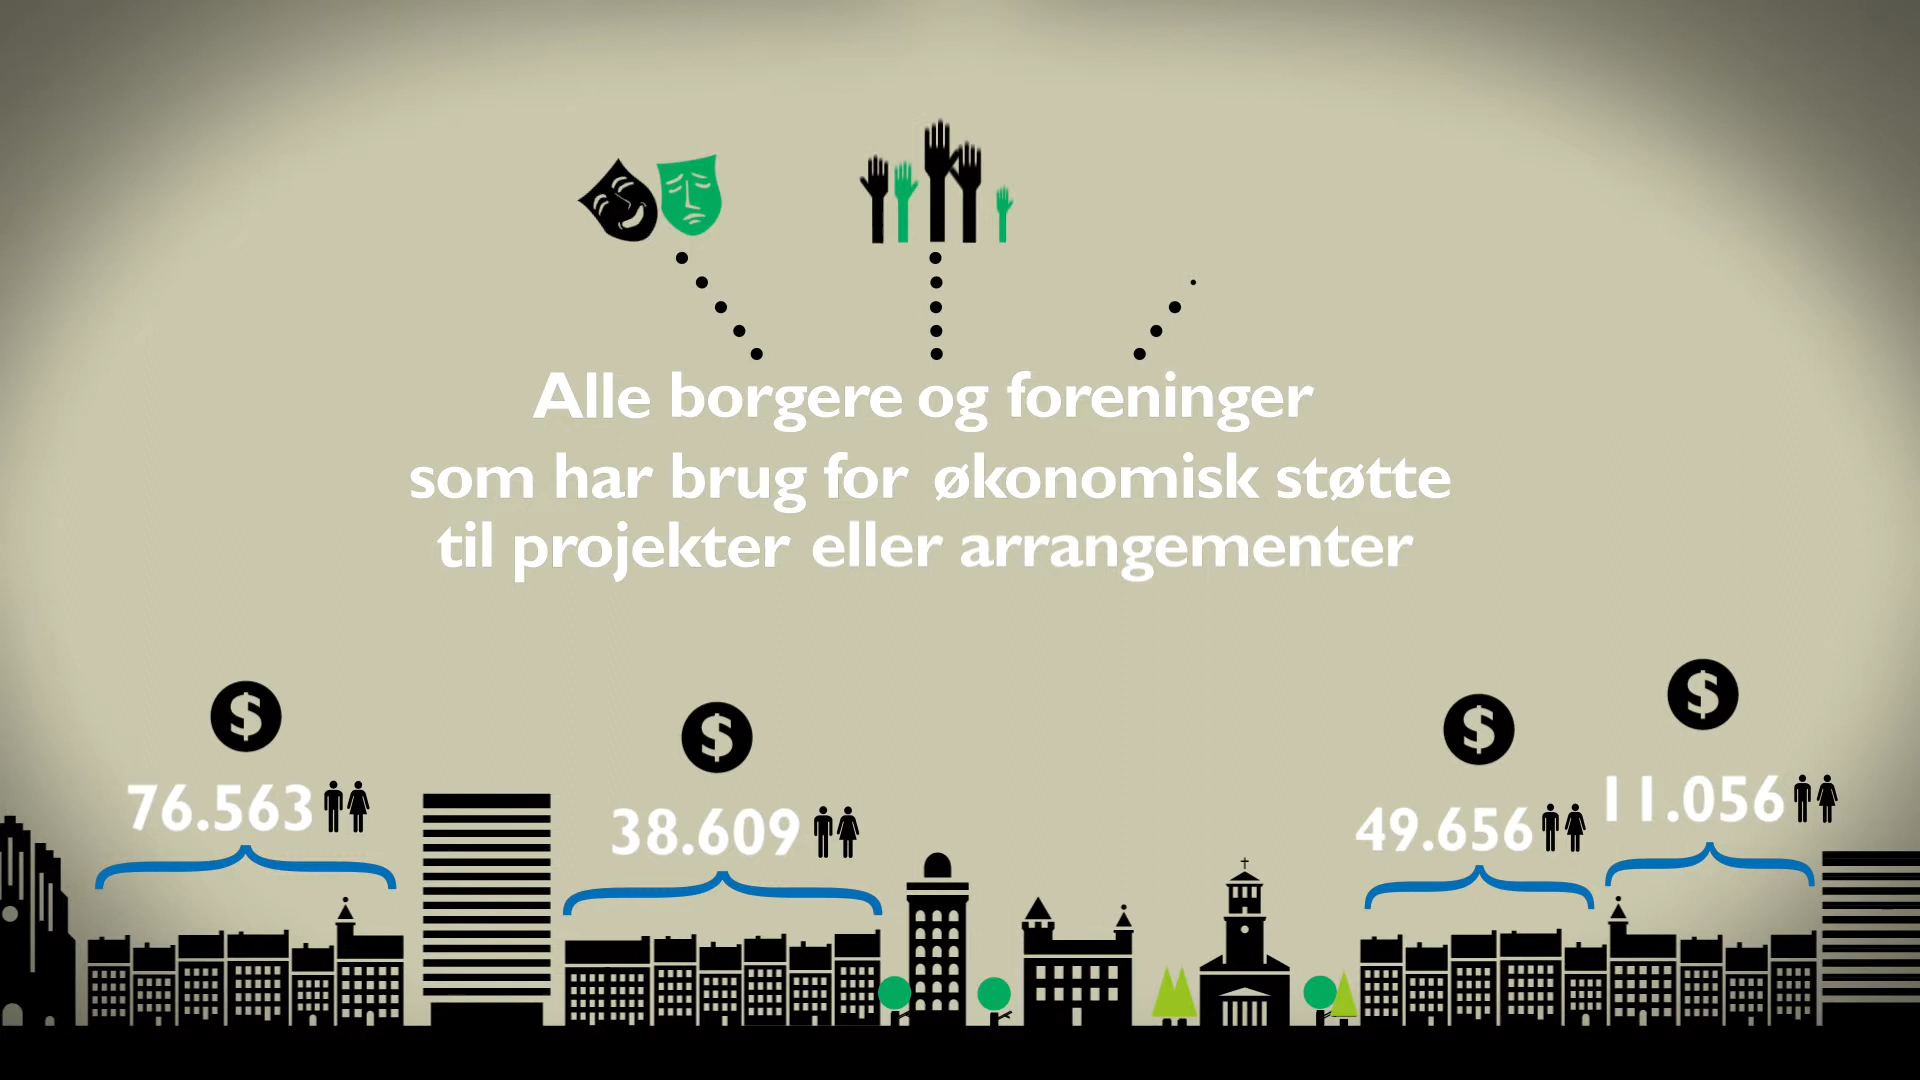 Alle borgere og foreninger
som har brug for økonomisk støtte
til projekter eller arrangementer
$
$
$
$
76.563
38.609
49.656
11.056